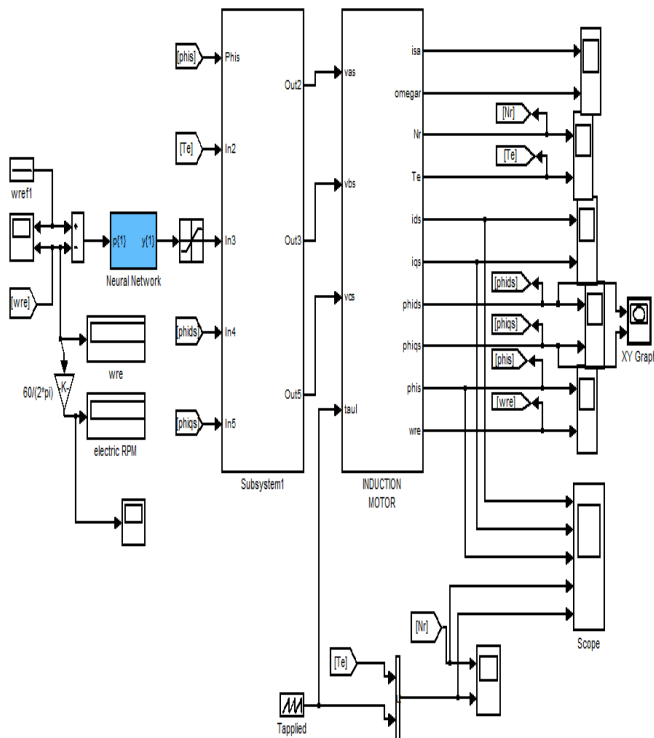 [phis]
Phis
[Te]
In2
wref1
+
-
p{1}
y{1}
Neural Network
In3
[wre]
wre
-K-
60/(2*pi)
electric RPM
[phids]
In4
[phiqs]
In5
Out2
Out3
Out5
Subsystem1
vas
vbs
vcs
taul
INDUCTION
MOTOR
isa
omegar
Nr
Te
ids
iqs
phids
phiqs
phis
wre
[Nr]
[Te]
[phids]
[phiqs]
[phis]
[wre]
XY Graph
Scope
[Nr]
[Te]
Tapplied